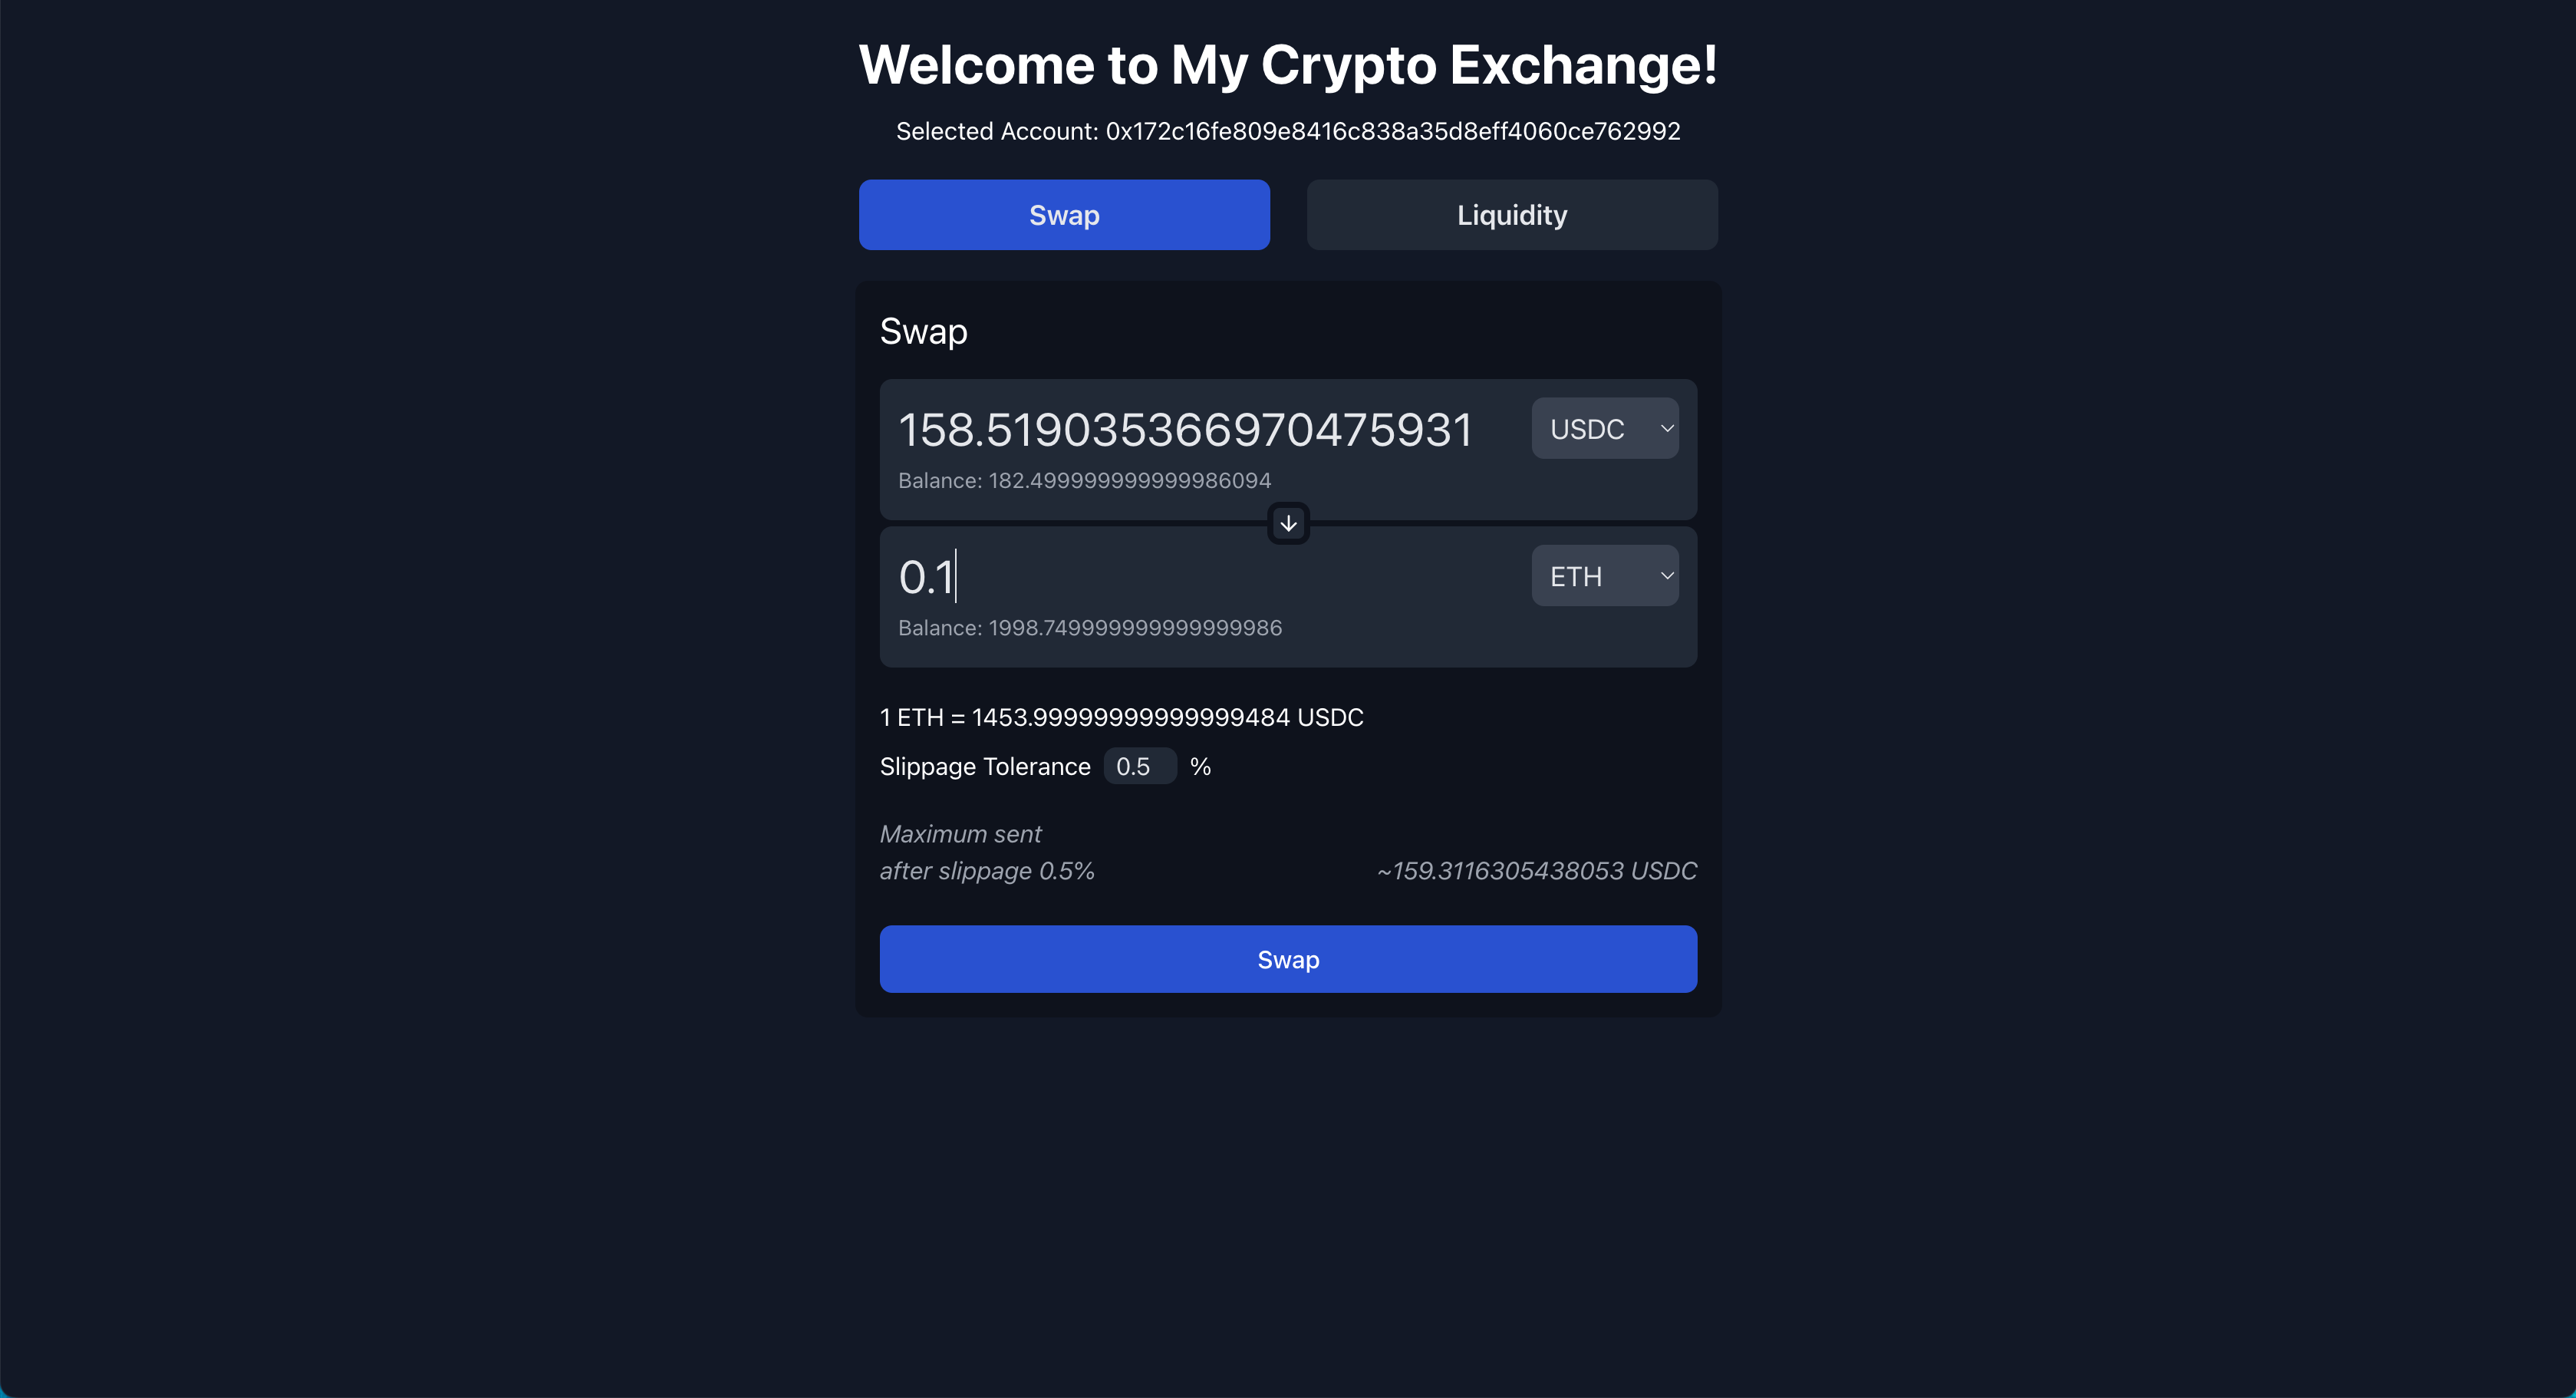 Welcome to My Crypto Exchange!
Selected Account: 0x172c16fe809e8416c838a35d8eff4060ce762992
Swap
Liquidity
Swap
158.519035366970475931
USDC
Balance: 182.499999999999986094
0.1
ETH
Balance: 1998.749999999999999986
1 ETH = 1453.99999999999999484 USDC
Slippage Tolerance 0.5 %
Maximum sent
after slippage 0.5%
~159.3116305438053 USDC
Swap